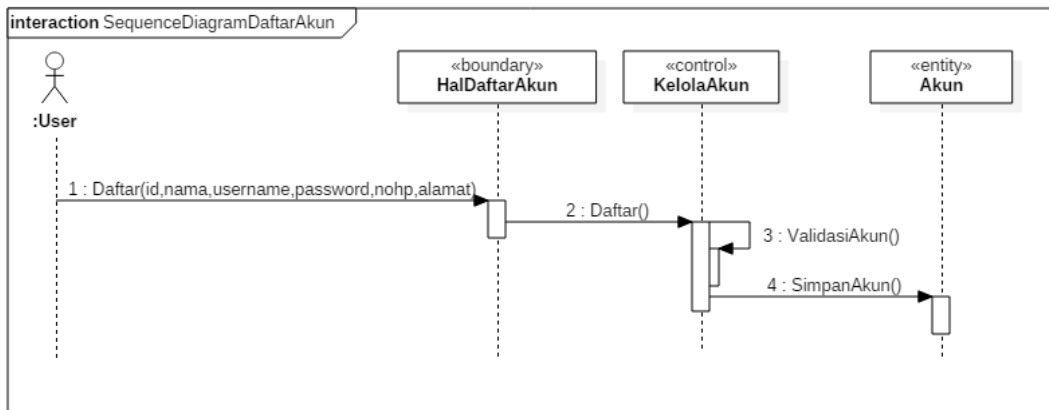 interaction SequenceDiagramDaftarAkun
«boundary»
HalDaftarAkun
«control»
KelolaAkun
«entity»
Akun
:User
1 : Daftar(id,nama,username,password,nohp,alamat)
2 : Daftar()
3 : ValidasiAkun()
4 : SimpanAkun()